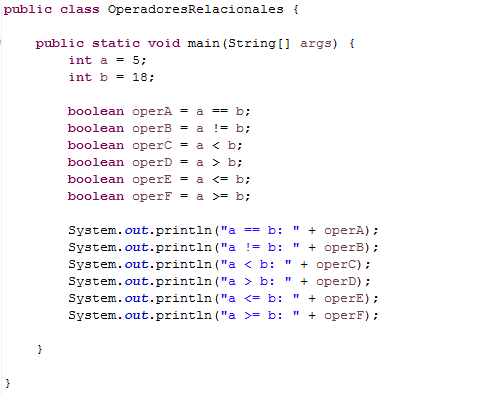 public class OperadoresRelacionales {
public static void main(String[] args) {
int a = 5;
int b = 18;
boolean operA = a == b;
boolean operB = a != b;
boolean operC = a < b;
boolean operD = a > b;
boolean operE = a <= b;
boolean operF = a >= b;
System.out.println("a == b: " + operA);
System.out.println("a != b: " + operB);
System.out.println("a < b: " + operC);
System.out.println("a > b: " + operD);
System.out.println("a <= b: " + operE);
System.out.println("a >= b: " + operF);
}
}